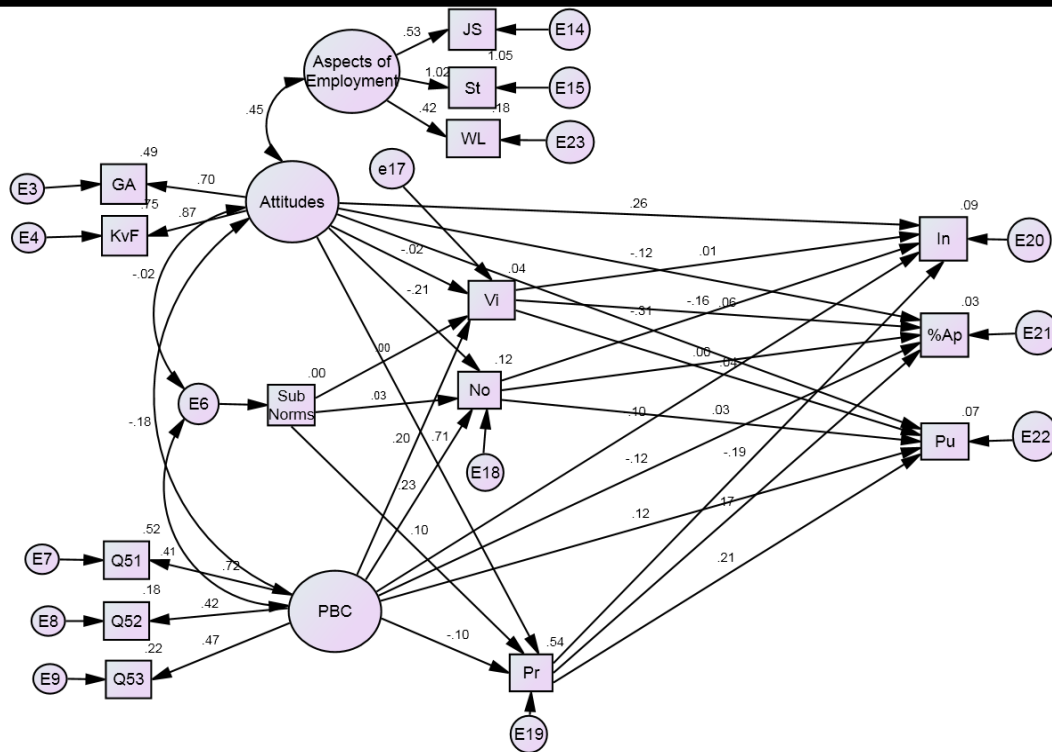 .53
JS
E14
Aspects of
Employment
1.05
1.02
St
E15
.45
.42
.18
WL
E23
.49
e17
E3
GA
.70
Attitudes
.75
E4
KvF
.87
.26
.09
In
E20
-.02
-.02
.04
-.12
.01
-.21
Vi
-.31
-.16
.06
.03
%Ap
E21
.00
.00
.12
.00
.04
E6
Sub
Norms
.03
No
-.18
.10
.03
.07
.20
.71
Pu
E22
E18
-.12
-.19
.23
.12
.17
.10
.52
.21
E7
Q51
.41
.72
.18
PBC
E8
Q52
.42
-.10
.54
.22
.47
E9
Q53
Pr
E19